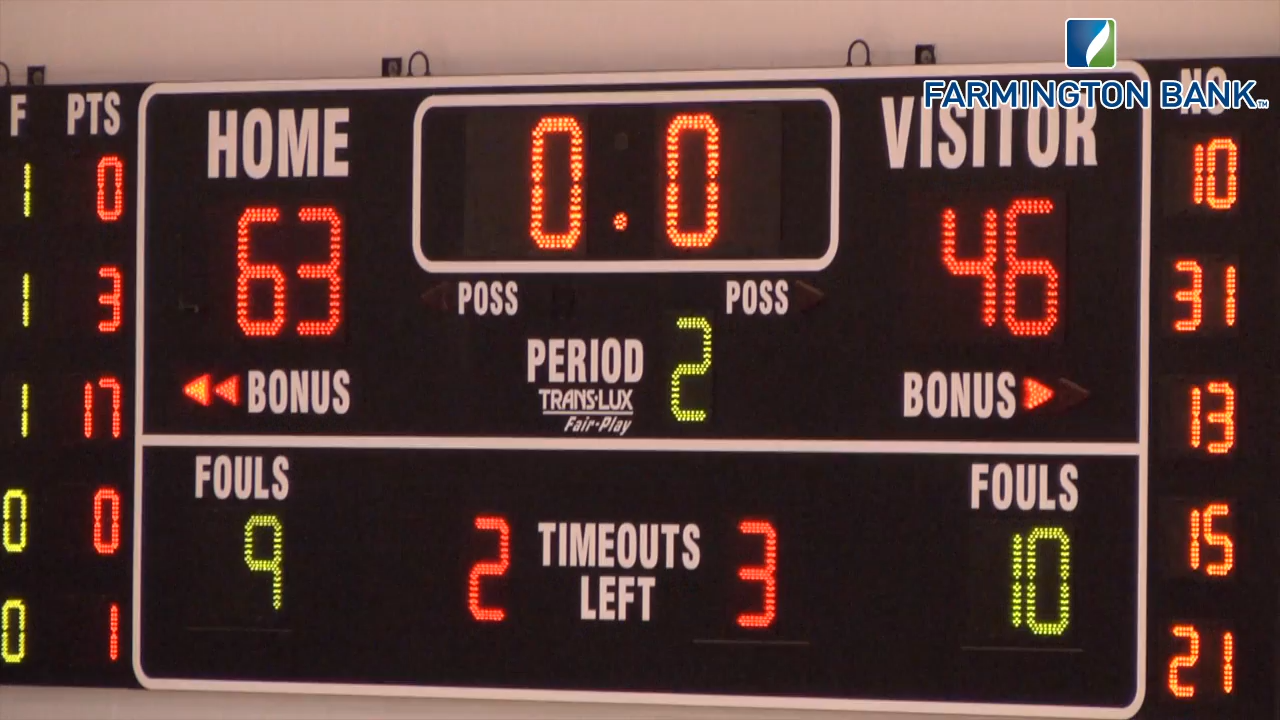 FARMINGTON BANK™
F PTS
HOME
0.0
VISITOR
NO
1 0
10
63
46
1 3
POSS
POSS
31
PERIOD 2
TRANS·LUX
Fair·Play
BONUS
BONUS
1 17
13
FOULS
FOULS
0 0
15
9
2
TIMEOUTS
LEFT
3
10
0 1
21